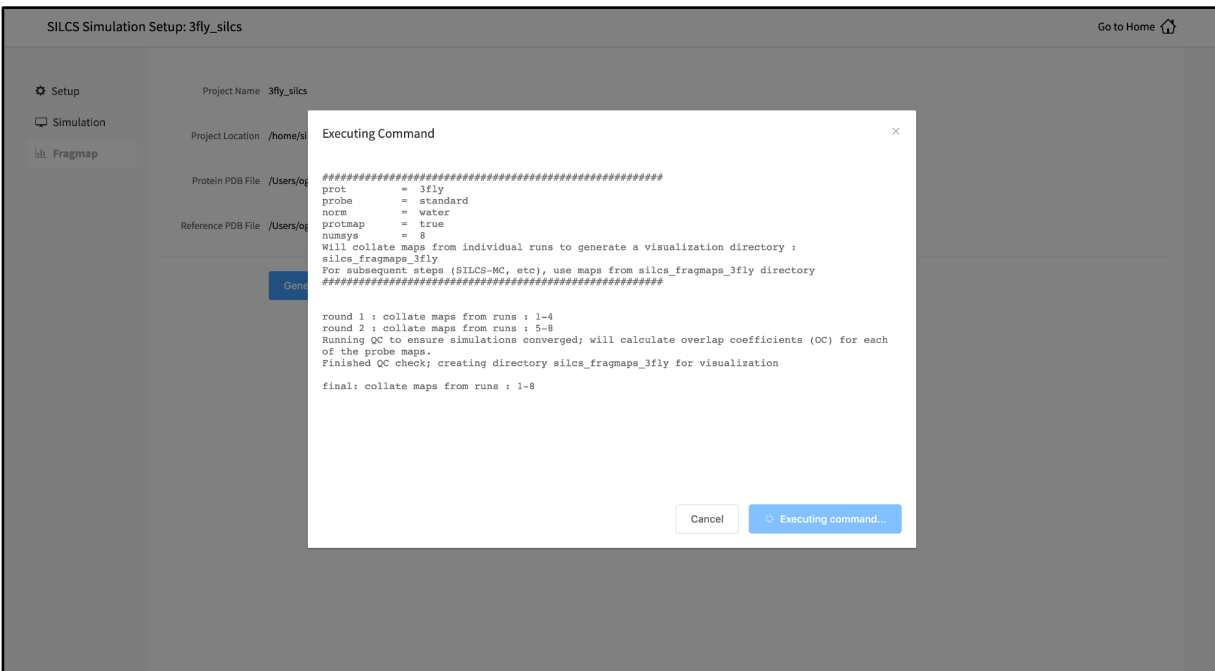 SILCS Simulation Setup: 3fly_silcs
Go to Home
Setup
Simulation
Fragmap
Project Name 3fly_silcs
Project Location /home/si
Protein PDB File /Users/og
Reference PDB File /Users/og
Gene
Executing Command
########################################################
prot = 3fly
probe = standard
norm = water
protmap = true
numsys = 8
Will collate maps from individual runs to generate a visualization directory :
silcs_fragmaps_3fly
For subsequent steps (SILCS-MC, etc), use maps from silcs_fragmaps_3fly directory
########################################################
round 1 : collate maps from runs : 1-4
round 2 : collate maps from runs : 5-8
Running QC to ensure simulations converged; will calculate overlap coefficients (OC) for each
of the probe maps.
Finished QC check; creating directory silcs_fragmaps_3fly for visualization
final: collate maps from runs : 1-8
Cancel
Executing command...